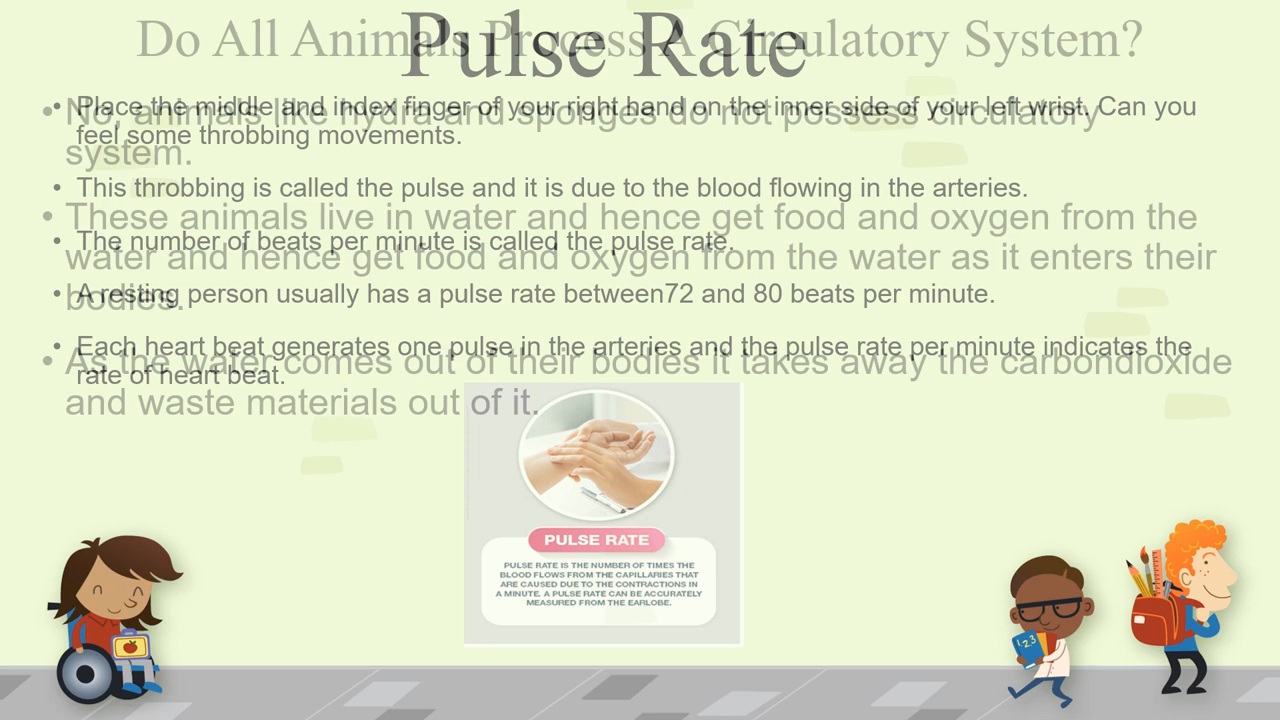 Pulse Rate
• Place the middle and index finger of your right hand on the inner side of your left wrist. Can you
feel some throbbing movements.
• This throbbing is called the pulse and it is due to the blood flowing in the arteries.
• The number of beats per minute is called the pulse rate.
• A resting person usually has a pulse rate between72 and 80 beats per minute.
• Each heart beat generates one pulse in the arteries and the pulse rate per minute indicates the
rate of heart beat.
Do All Animals Process A Circulatory System?
• No, animals like hydra and sponges do not possess circulatory
system.
• These animals live in water and hence get food and oxygen from the
water and hence get food and oxygen from the water as it enters their
bodies.
• As the water comes out of their bodies it takes away the carbondioxide
and waste materials out of it.
PULSE RATE
PULSE RATE IS THE NUMBER OF TIMES THE
BLOOD FLOWS FROM THE CAPILLARIES THAT
ARE CAUSED DUE TO THE CONTRACTIONS IN
A MINUTE. A PULSE RATE CAN BE ACCURATELY
MEASURED FROM THE EARLOBE.
1 2 3